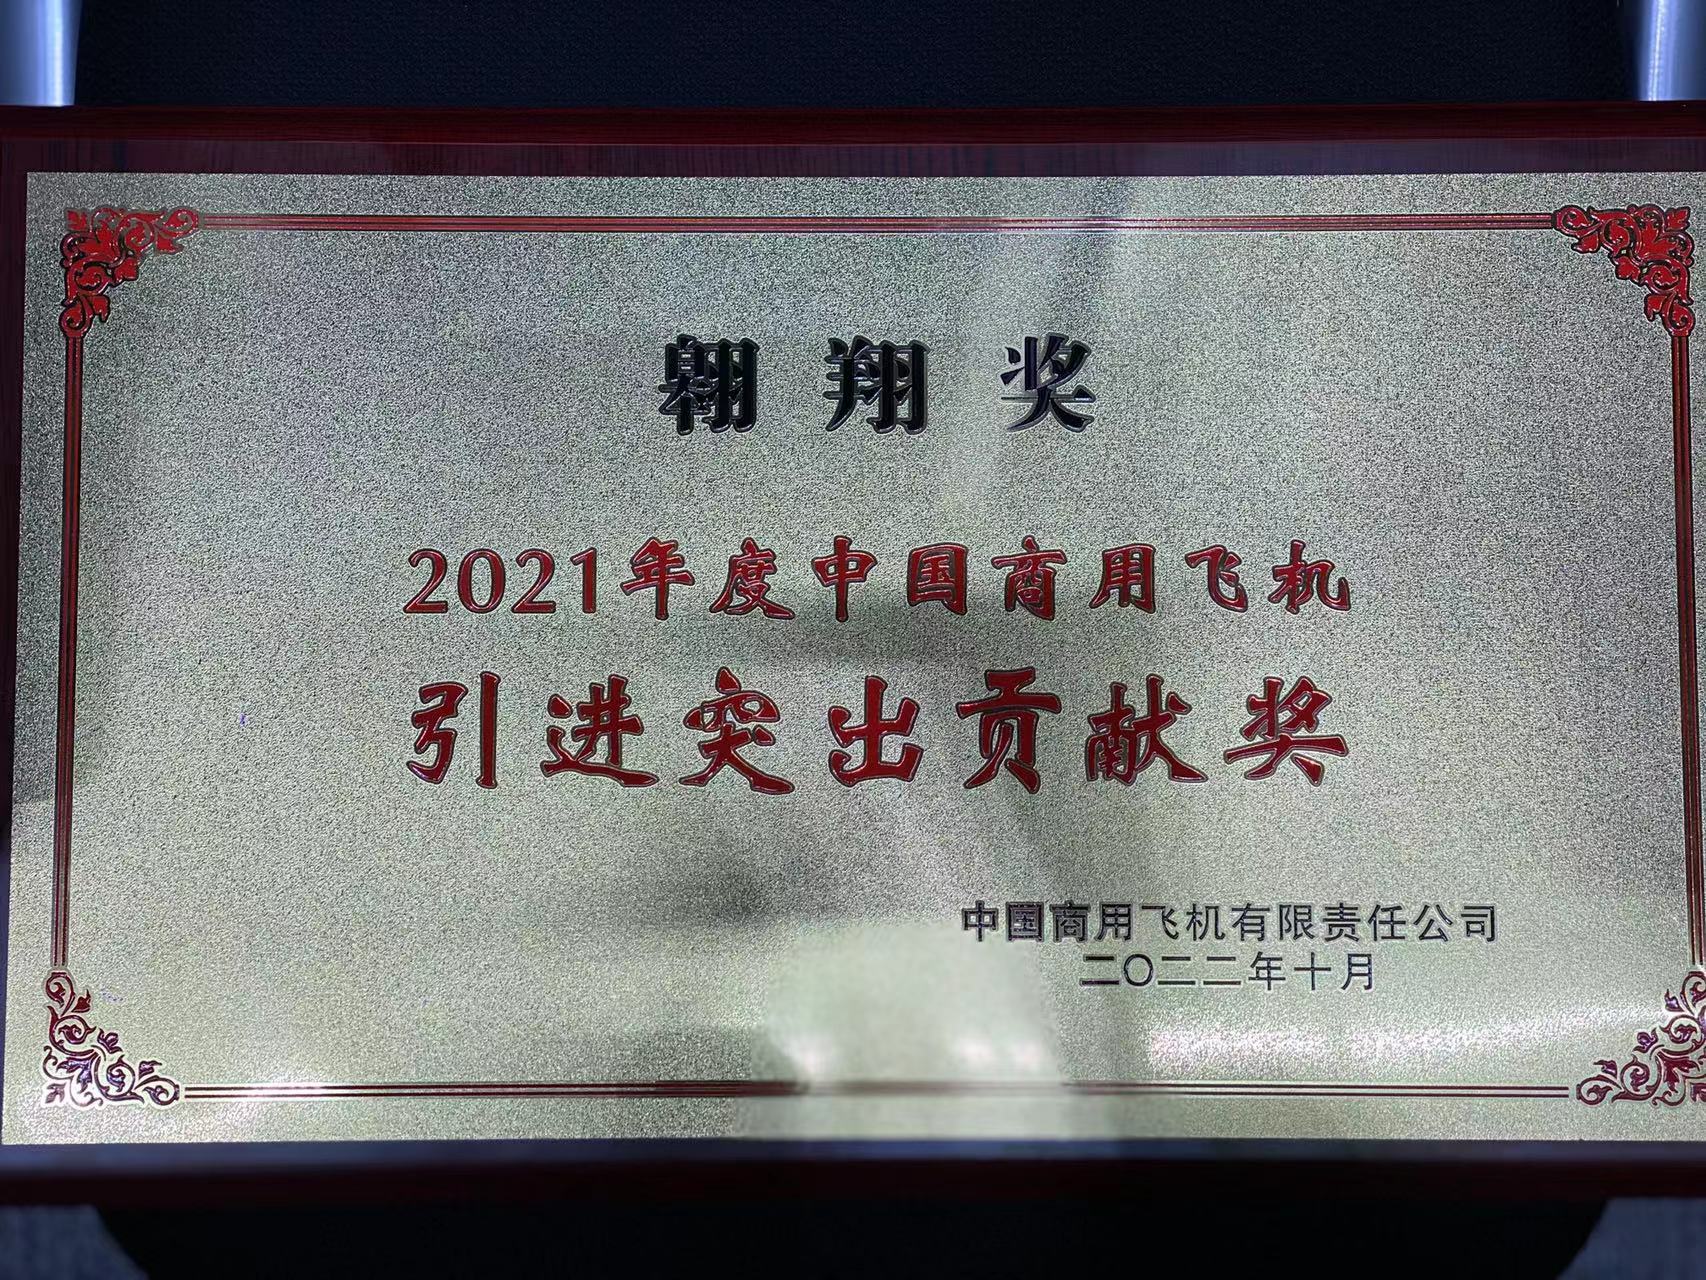 翱翔奖
2021年度中国商用飞机
引进突出贡献奖
中国商用飞机有限责任公司
二〇二二年十月